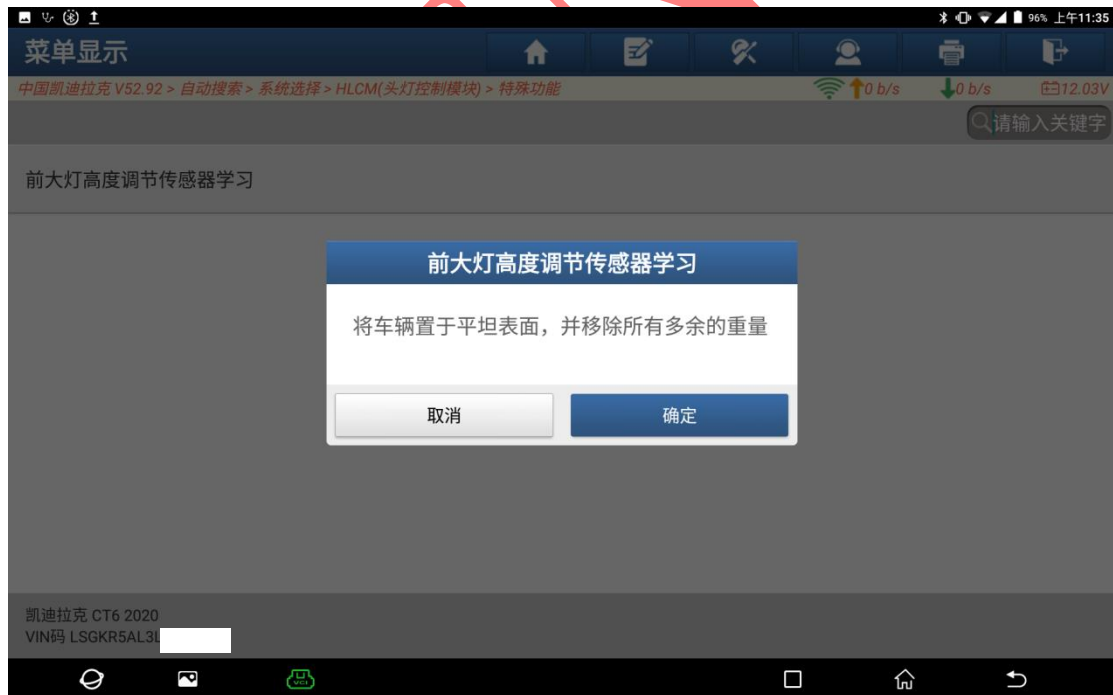 96% 上午11:35
菜单显示
中国凯迪拉克 V52.92 > 自动搜索 > 系统选择 > HLCM(头灯控制模块) > 特殊功能
0 b/s
0 b/s
12.03V
请输入关键字
前大灯高度调节传感器学习
前大灯高度调节传感器学习
将车辆置于平坦表面，并移除所有多余的重量
取消
确定
凯迪拉克 CT6 2020
VIN码 LSGKR5AL3L
VCI